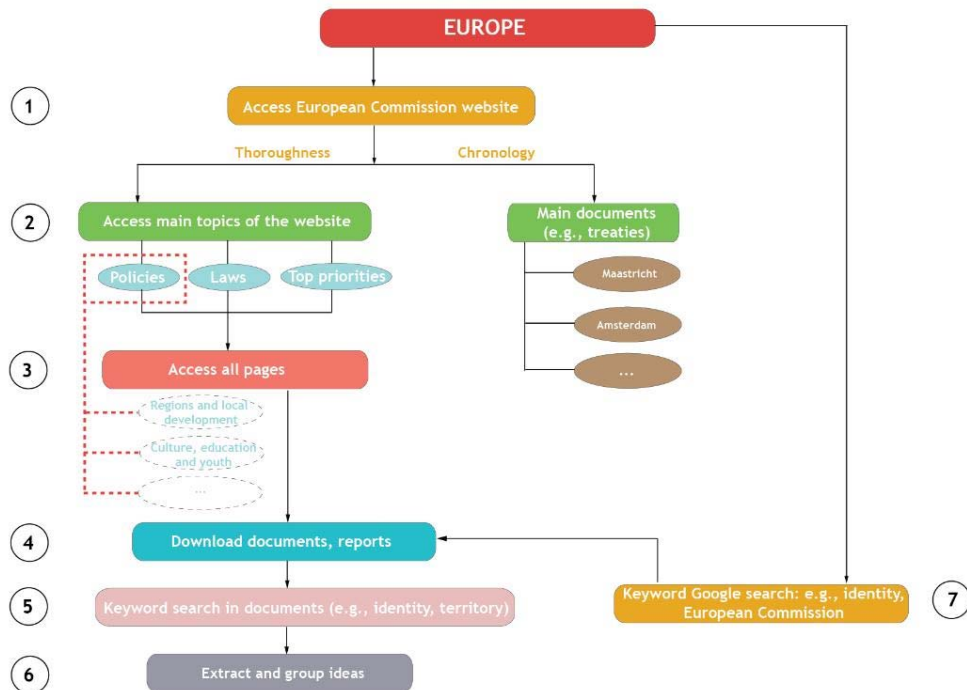 EUROPE
1
Access European Commission website
Thoroughness
Chronology
2
Access main topics of the website
Main documents
(e.g., treaties)
Policies
Laws
Top priorities
Maastricht
Amsterdam
...
3
Access all pages
Regions and local
development
Culture, education
and youth
...
4
Download documents, reports
5
Keyword search in documents (e.g., identity, territory)
Keyword Google search: e.g., identity,
European Commission
7
6
Extract and group ideas